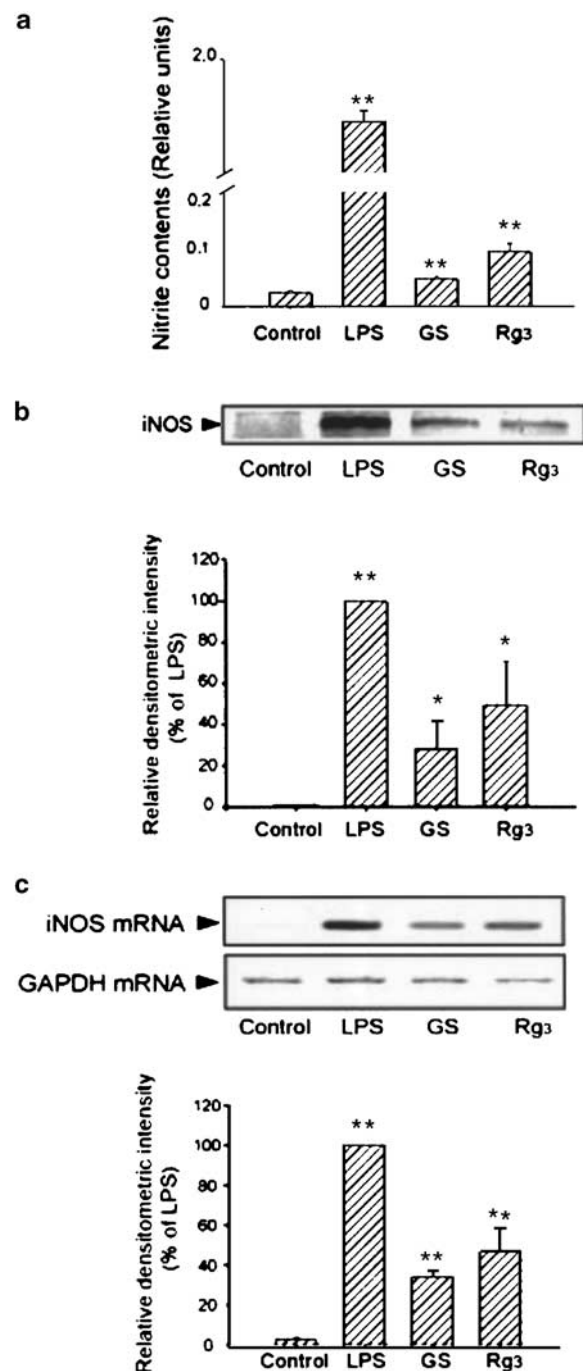 a
Nitrite contents (Relative units)
2.0
0.2
0.1
0
** ** **
Control LPS GS Rg3
b
iNOS
Control LPS GS Rg3
Relative densitometric intensity
(% of LPS)
120
100
80
60
40
20
0
** * *
Control LPS GS Rg3
c
iNOS mRNA
GAPDH mRNA
Control LPS GS Rg3
Relative densitometric intensity
(% of LPS)
120
100
80
60
40
20
0
** ** **
Control LPS GS Rg3